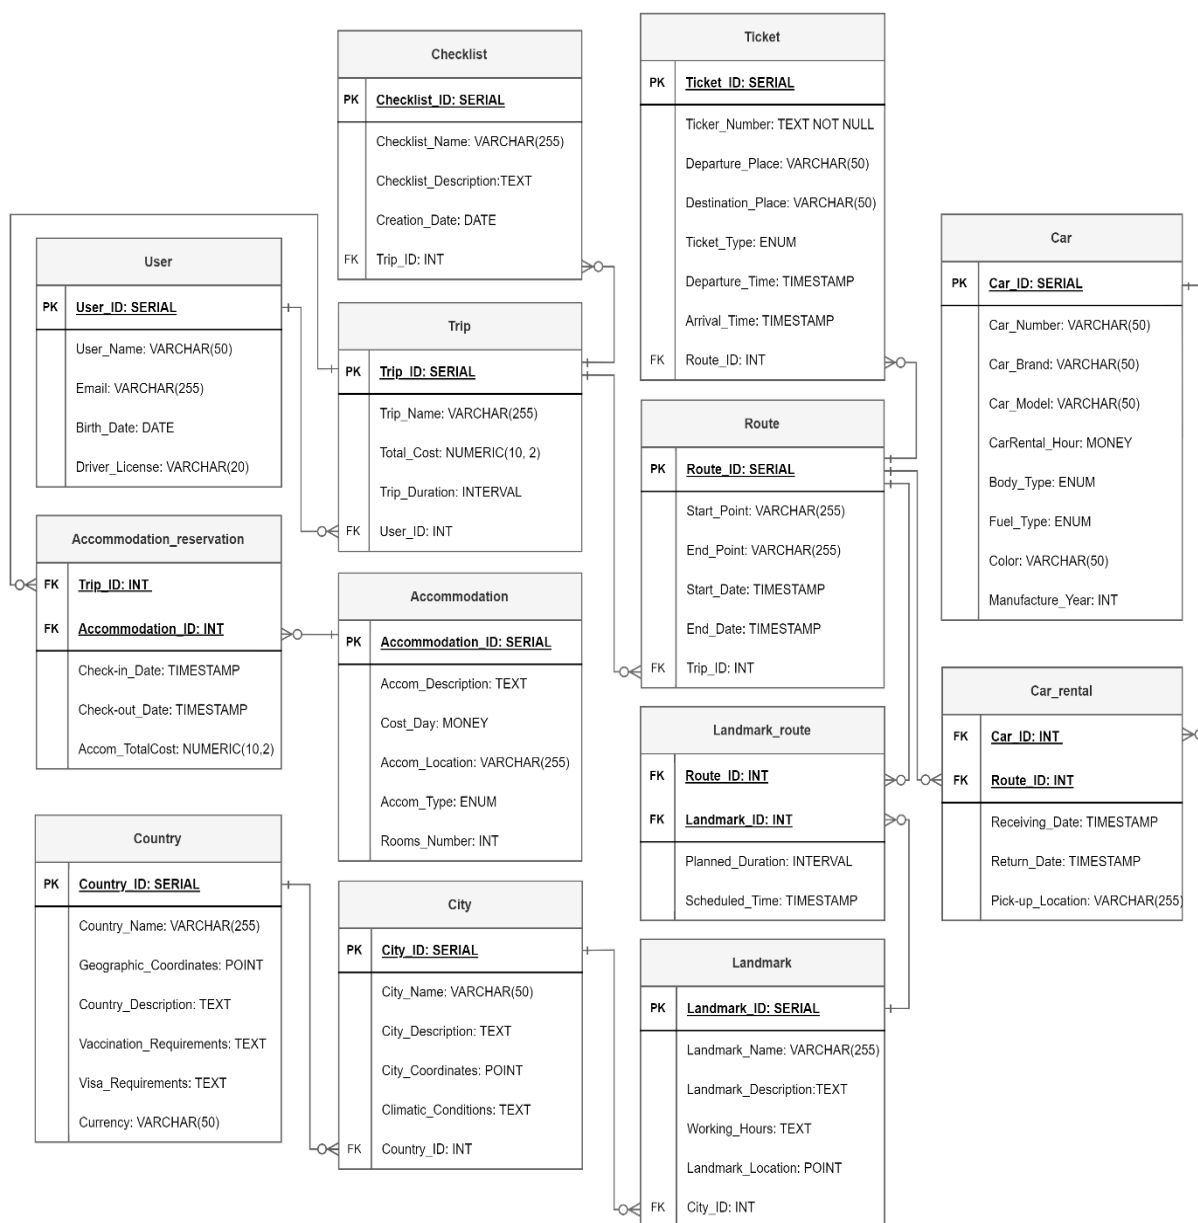 Checklist
PK Checklist_ID: SERIAL
Checklist_Name: VARCHAR(255)
Checklist_Description:TEXT
Creation_Date: DATE
FK Trip_ID: INT
Ticket
PK Ticket_ID: SERIAL
Ticker_Number: TEXT NOT NULL
Departure_Place: VARCHAR(50)
Destination_Place: VARCHAR(50)
Ticket_Type: ENUM
Departure_Time: TIMESTAMP
Arrival_Time: TIMESTAMP
FK Route_ID: INT
Car
PK Car_ID: SERIAL
Car_Number: VARCHAR(50)
Car_Brand: VARCHAR(50)
Car_Model: VARCHAR(50)
CarRental_Hour: MONEY
Body_Type: ENUM
Fuel_Type: ENUM
Color: VARCHAR(50)
Manufacture_Year: INT
User
PK User_ID: SERIAL
User_Name: VARCHAR(50)
Email: VARCHAR(255)
Birth_Date: DATE
Driver_License: VARCHAR(20)
Trip
PK Trip_ID: SERIAL
Trip_Name: VARCHAR(255)
Total_Cost: NUMERIC(10, 2)
Trip_Duration: INTERVAL
FK User_ID: INT
Route
PK Route_ID: SERIAL
Start_Point: VARCHAR(255)
End_Point: VARCHAR(255)
Start_Date: TIMESTAMP
End_Date: TIMESTAMP
FK Trip_ID: INT
Accommodation_reservation
FK Trip_ID: INT
FK Accommodation_ID: INT
Check-in_Date: TIMESTAMP
Check-out_Date: TIMESTAMP
Accom_TotalCost: NUMERIC(10,2)
Accommodation
PK Accommodation_ID: SERIAL
Accom_Description: TEXT
Cost_Day: MONEY
Accom_Location: VARCHAR(255)
Accom_Type: ENUM
Rooms_Number: INT
Landmark_route
FK Route_ID: INT
FK Landmark_ID: INT
Planned_Duration: INTERVAL
Scheduled_Time: TIMESTAMP
Car_rental
FK Car_ID: INT
FK Route_ID: INT
Receiving_Date: TIMESTAMP
Return_Date: TIMESTAMP
Pick-up_Location: VARCHAR(255)
Country
PK Country_ID: SERIAL
Country_Name: VARCHAR(255)
Geographic_Coordinates: POINT
Country_Description: TEXT
Vaccination_Requirements: TEXT
Visa_Requirements: TEXT
Currency: VARCHAR(50)
City
PK City_ID: SERIAL
City_Name: VARCHAR(50)
City_Description: TEXT
City_Coordinates: POINT
Climatic_Conditions: TEXT
FK Country_ID: INT
Landmark
PK Landmark_ID: SERIAL
Landmark_Name: VARCHAR(255)
Landmark_Description:TEXT
Working_Hours: TEXT
Landmark_Location: POINT
FK City_ID: INT